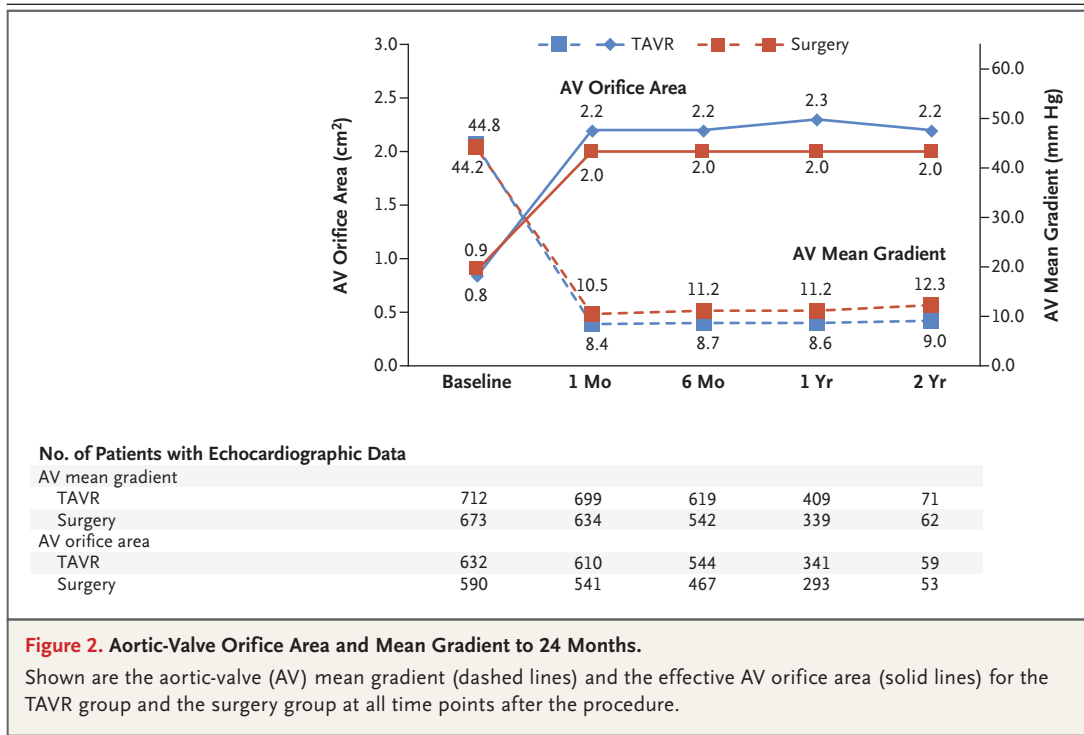 TAVR Surgery
AV Orifice Area (cm²)
3.0
2.5
2.0
1.5
1.0
0.5
0.0
AV Mean Gradient (mm Hg)
60.0
50.0
40.0
30.0
20.0
10.0
0.0
AV Orifice Area
44.8 2.2 2.2 2.3 2.2
44.2 2.0 2.0 2.0 2.0
AV Mean Gradient
0.9 10.5 11.2 11.2 12.3
0.8 8.4 8.7 8.6 9.0
Baseline 1 Mo 6 Mo 1 Yr 2 Yr
No. of Patients with Echocardiographic Data
AV mean gradient
TAVR 712 699 619 409 71
Surgery 673 634 542 339 62
AV orifice area
TAVR 632 610 544 341 59
Surgery 590 541 467 293 53
Figure 2. Aortic-Valve Orifice Area and Mean Gradient to 24 Months.
Shown are the aortic-valve (AV) mean gradient (dashed lines) and the effective AV orifice area (solid lines) for the
TAVR group and the surgery group at all time points after the procedure.